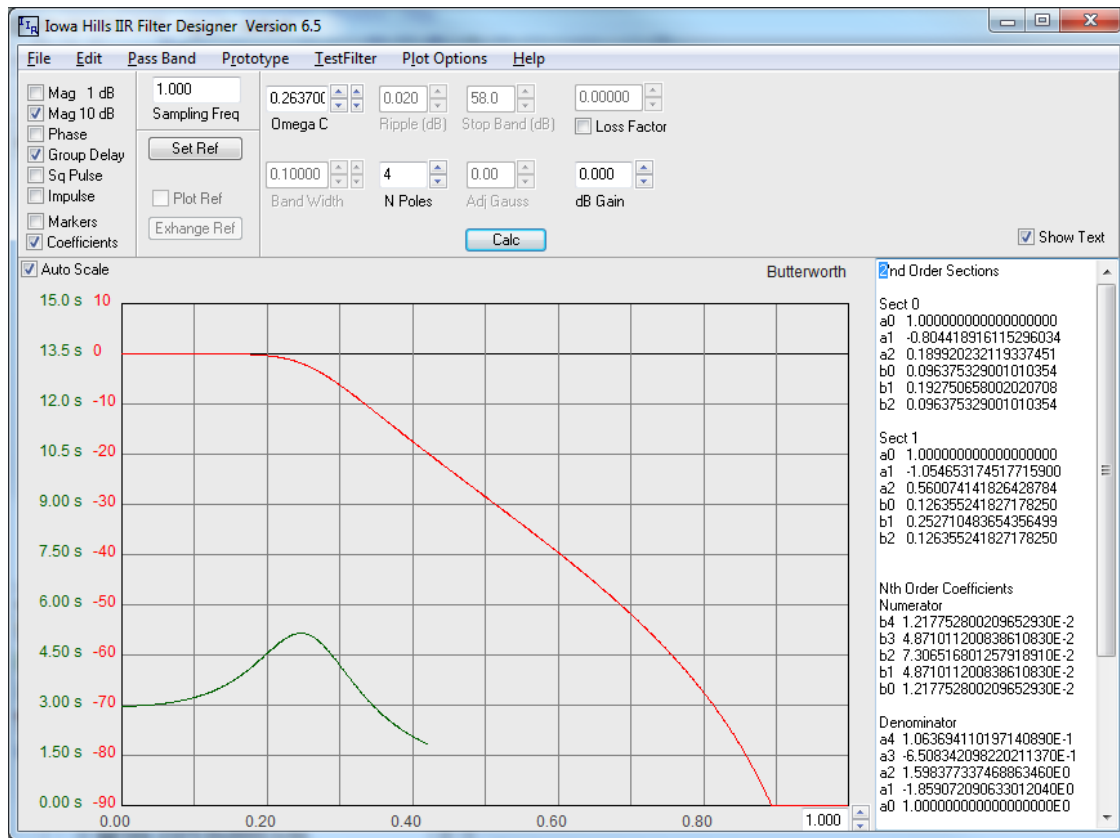 Iowa Hills IIR Filter Designer Version 6.5
File Edit Pass Band Prototype TestFilter Plot Options Help
Mag 1 dB
Mag 10 dB
Phase
Group Delay
Sq Pulse
Impulse
Markers
Coefficients
1.000
Sampling Freq
Set Ref
Plot Ref
Exhange Ref
0.26370
Omega C
0.020
Ripple (dB)
58.0
Stop Band (dB)
0.00000
Loss Factor
0.10000
Band Width
4
N Poles
0.00
Adj Gauss
0.000
dB Gain
Calc
Show Text
Auto Scale
Butterworth
15.0 s 10
13.5 s 0
12.0 s -10
10.5 s -20
9.00 s -30
7.50 s -40
6.00 s -50
4.50 s -60
3.00 s -70
1.50 s -80
0.00 s -90
0.00 0.20 0.40 0.60 0.80 1.000
2'nd Order Sections
Sect 0
a0 1.000000000000000000
a1 -0.804418916115296034
a2 0.189920232119337451
b0 0.096375329001010354
b1 0.192750658002020708
b2 0.096375329001010354
Sect 1
a0 1.000000000000000000
a1 -1.054653174517715900
a2 0.560074141826428784
b0 0.126355241827178250
b1 0.252710483654356499
b2 0.126355241827178250
Nth Order Coefficients
Numerator
b4 1.217752800209652930E-2
b3 4.871011200838610830E-2
b2 7.306516801257918910E-2
b1 4.871011200838610830E-2
b0 1.217752800209652930E-2
Denominator
a4 1.063694110197140890E-1
a3 -6.508342098220211370E-1
a2 1.598377337468863460E0
a1 -1.859072090633012040E0
a0 1.000000000000000000E0